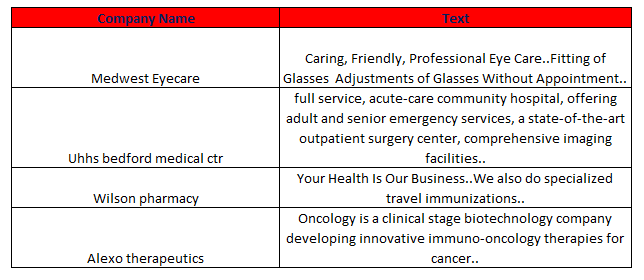 Company Name Text
Caring, Friendly, Professional Eye Care..Fitting of
Medwest Eyecare Glasses Adjustments of Glasses Without Appointment..
full service, acute-care community hospital, offering
adult and senior emergency services, a state-of-the-art
outpatient surgery center, comprehensive imaging
Uhhs bedford medical ctr facilities..
Your Health Is Our Business..We also do specialized
Wilson pharmacy travel immunizations..
Oncology is a clinical stage biotechnology company
developing innovative immuno-oncology therapies for
Alexo therapeutics cancer..